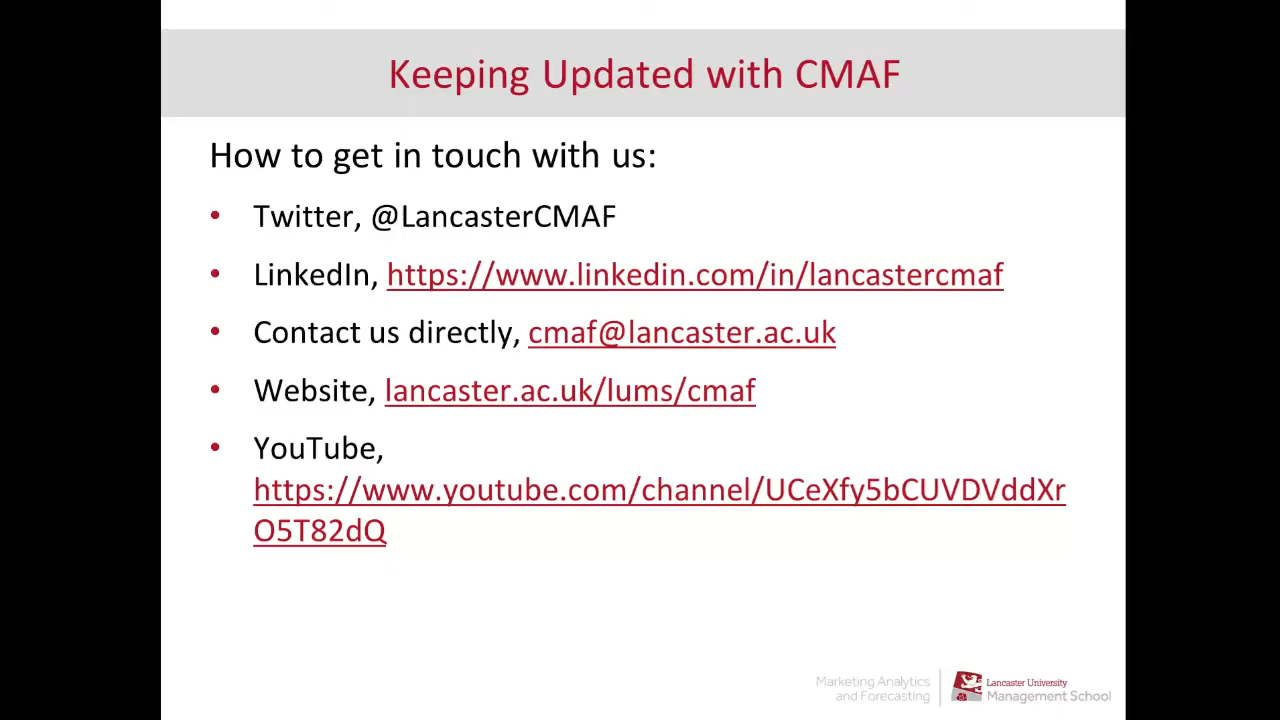 Keeping Updated with CMAF
How to get in touch with us:
• Twitter, @LancasterCMAF
• LinkedIn, https://www.linkedin.com/in/lancastercmaf
• Contact us directly, cmaf@lancaster.ac.uk
• Website, lancaster.ac.uk/lums/cmaf
• YouTube,
https://www.youtube.com/channel/UCeXfy5bCUVDVddXr
O5T82dQ
Marketing Analytics
and Forecasting
Lancaster University
Management School